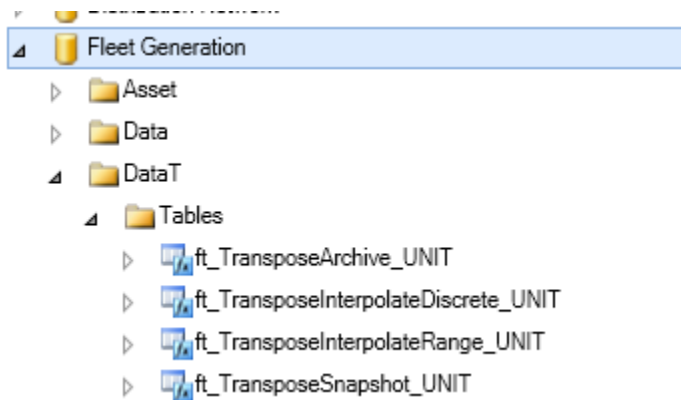 Fleet Generation
Asset
Data
DataT
Tables
ft_TransposeArchive_UNIT
ft_TransposeInterpolateDiscrete_UNIT
ft_TransposeInterpolateRange_UNIT
ft_TransposeSnapshot_UNIT